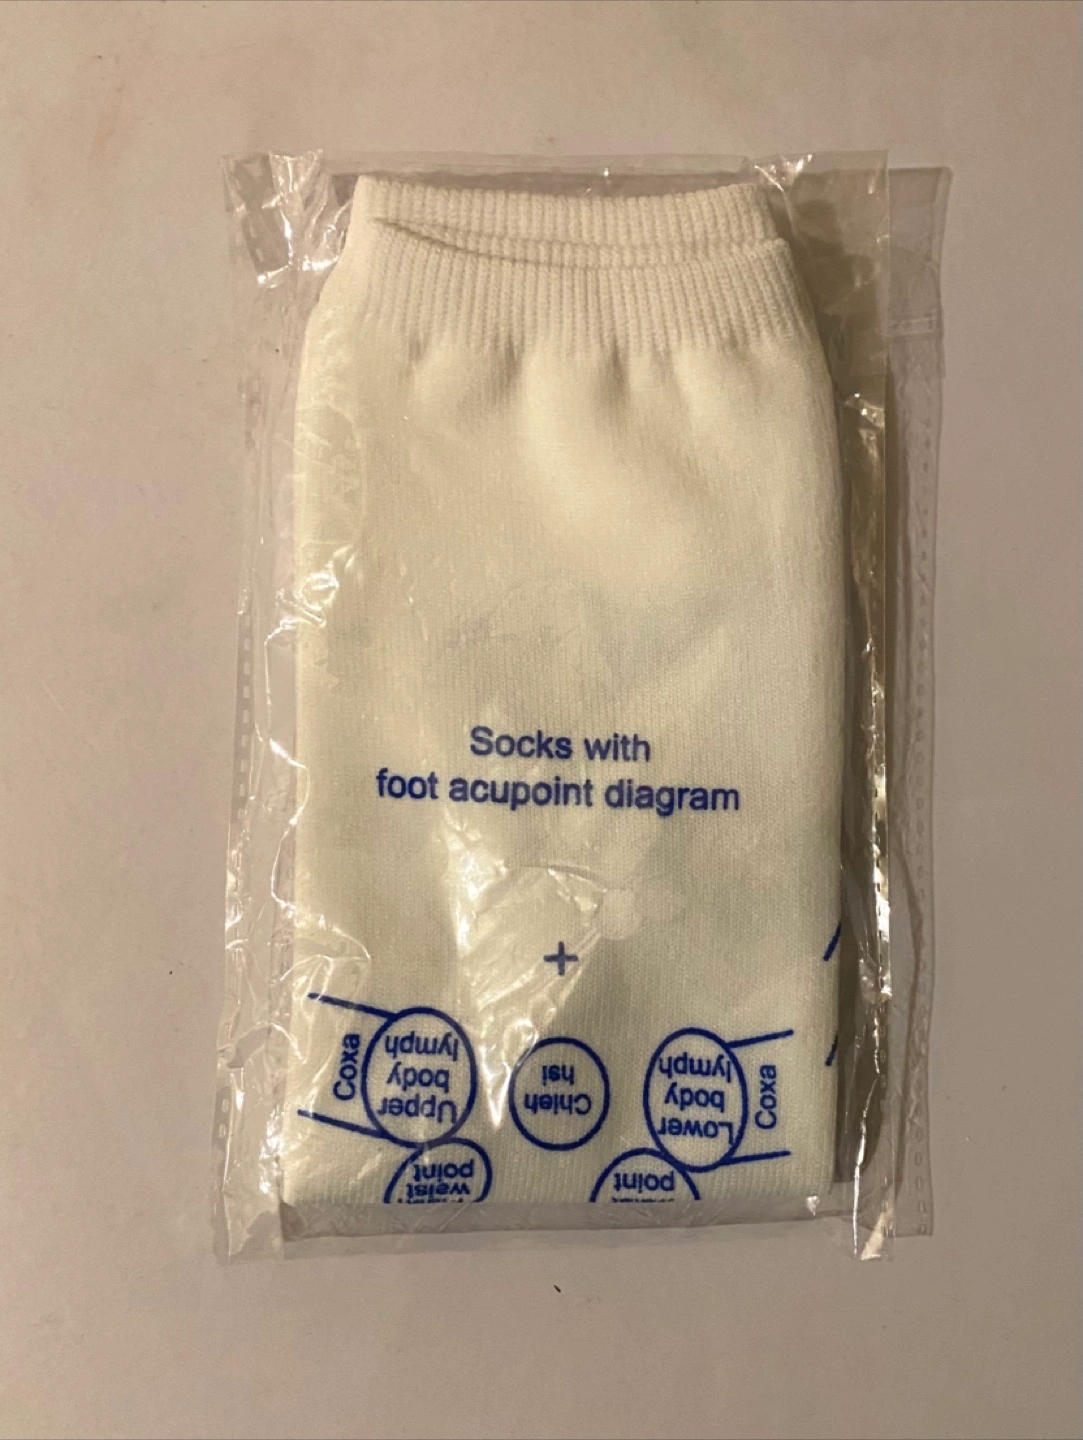 Socks with
foot acupoint diagram
+
Coxa
Upper
body
lymph
Chieh
hsi
Lower
body
lymph
Coxa
point
point